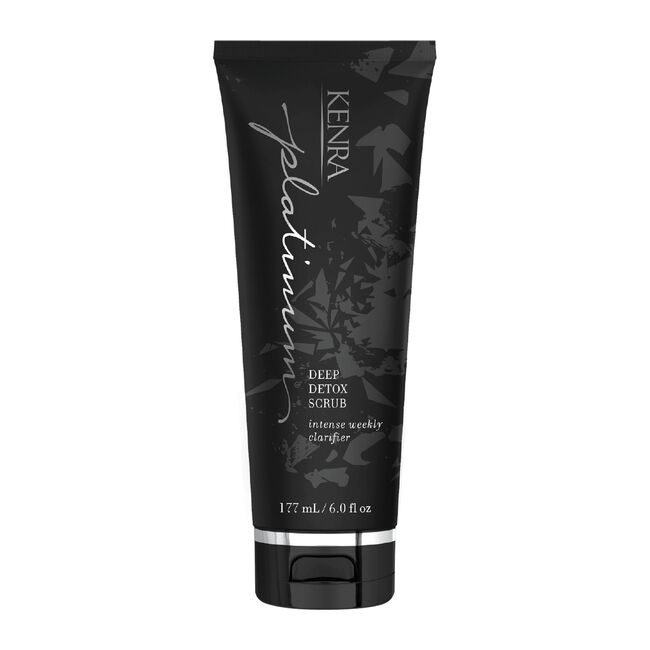 KENRA
platinum
DEEP
DETOX
SCRUB
intense weekly
clarifier
177 mL/6.0 fl oz